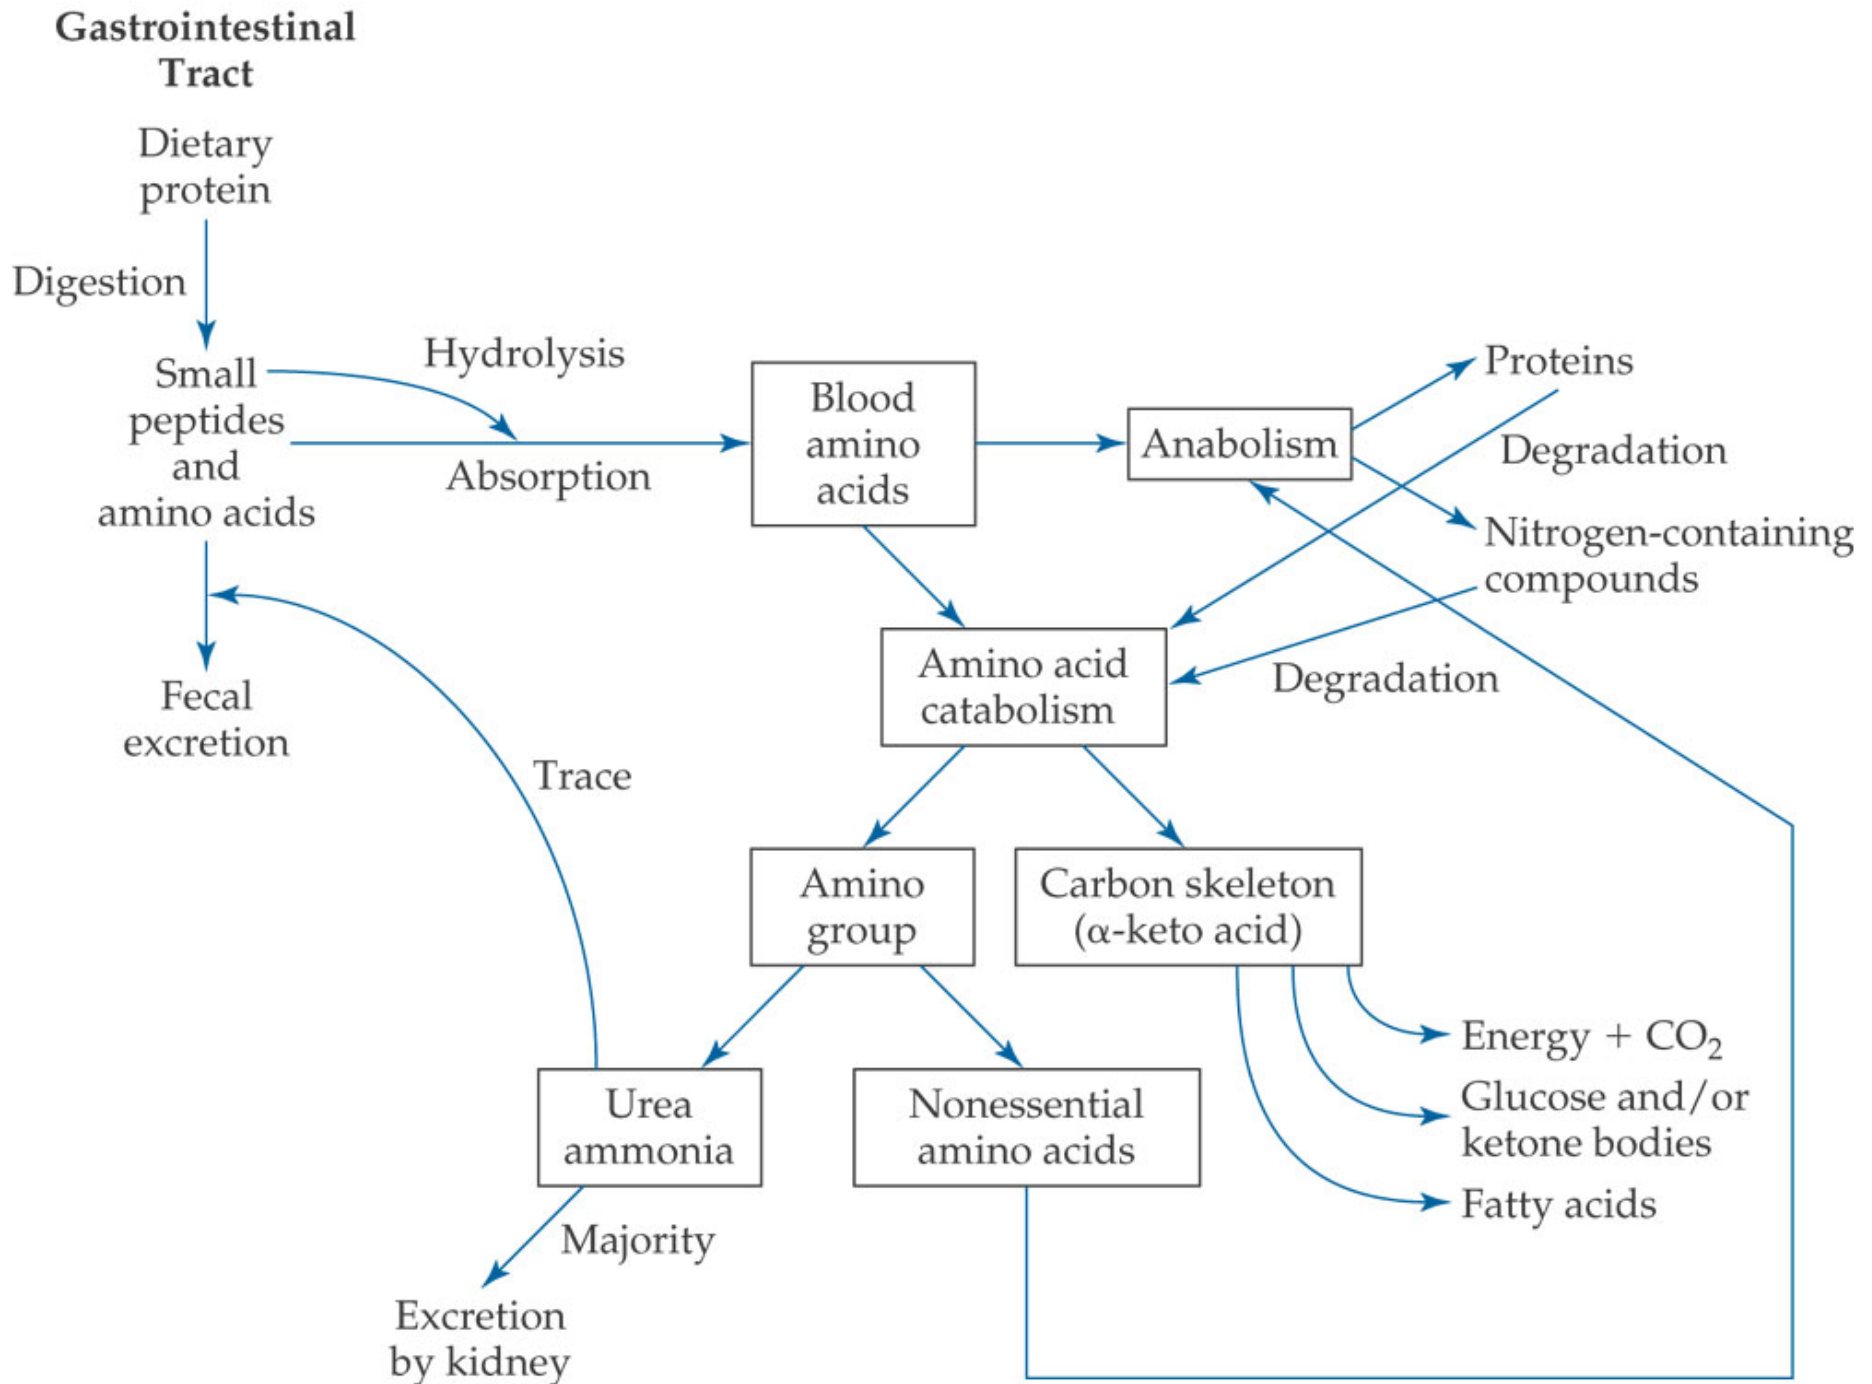 Gastrointestinal
Tract
Dietary
protein
Digestion
Small
peptides
and
amino acids
Hydrolysis
Absorption
Fecal
excretion
Blood
amino
acids
Anabolism
Proteins
Degradation
Nitrogen-containing
compounds
Degradation
Amino acid
catabolism
Trace
Amino
group
Carbon skeleton
(α-keto acid)
Energy + CO₂
Glucose and/or
ketone bodies
Fatty acids
Urea
ammonia
Nonessential
amino acids
Majority
Excretion
by kidney